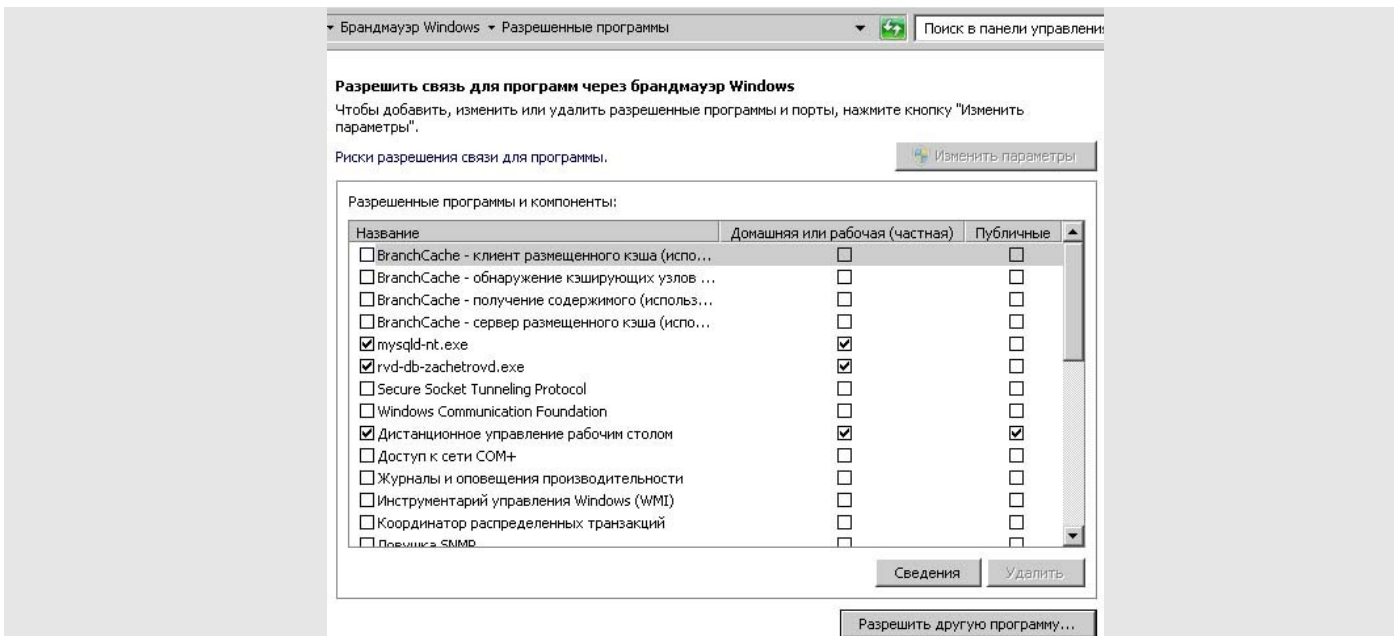 Брандмауэр Windows Разрешенные программы Поиск в панели управлени
Разрешить связь для программ через брандмауэр Windows
Чтобы добавить, изменить или удалить разрешенные программы и порты, нажмите кнопку "Изменить
параметры".
Риски разрешения связи для программы. Изменить параметры
Разрешенные программы и компоненты:
Название Домашняя или рабочая (частная) Публичные
BranchCache - клиент размещенного кэша (испо...
BranchCache - обнаружение кэширующих узлов ...
BranchCache - получение содержимого (использ...
BranchCache - сервер размещенного кэша (испо...
mysqld-nt.exe
rvd-db-zachetrovd.exe
Secure Socket Tunneling Protocol
Windows Communication Foundation
Дистанционное управление рабочим столом
Доступ к сети COM+
Журналы и оповещения производительности
Инструментарий управления Windows (WMI)
Координатор распределенных транзакций
Ловушка SNMP
Сведения Удалить
Разрешить другую программу...